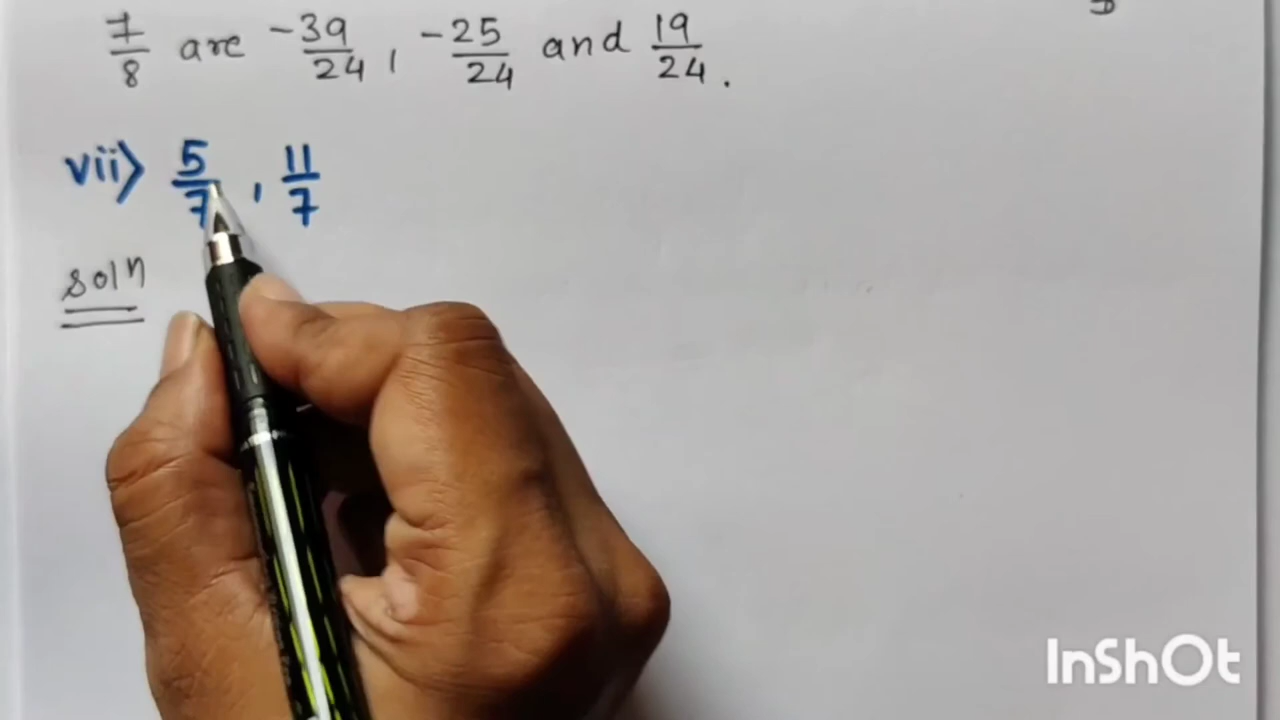 7/8 are -39/24, -25/24 and 19/24.
vii) 5/7, 11/7
soln
InShOt